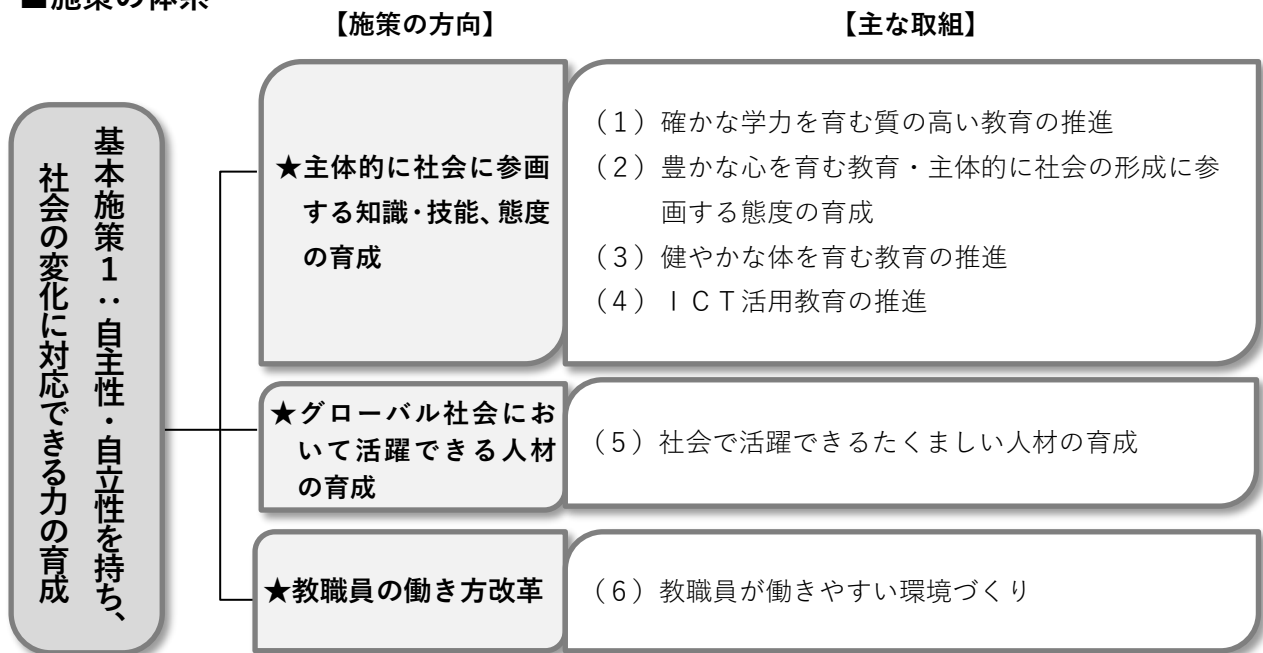 ■施策の体系
【施策の方向】
【主な取組】
基本施策1:自主性・自立性を持ち、
社会の変化に対応できる力の育成
★主体的に社会に参画
する知識・技能、態度
の育成
（1）確かな学力を育む質の高い教育の推進
（2）豊かな心を育む教育・主体的に社会の形成に参
画する態度の育成
（3）健やかな体を育む教育の推進
（4）ＩＣＴ活用教育の推進
★グローバル社会にお
いて活躍できる人材
の育成
（5）社会で活躍できるたくましい人材の育成
★教職員の働き方改革
（6）教職員が働きやすい環境づくり